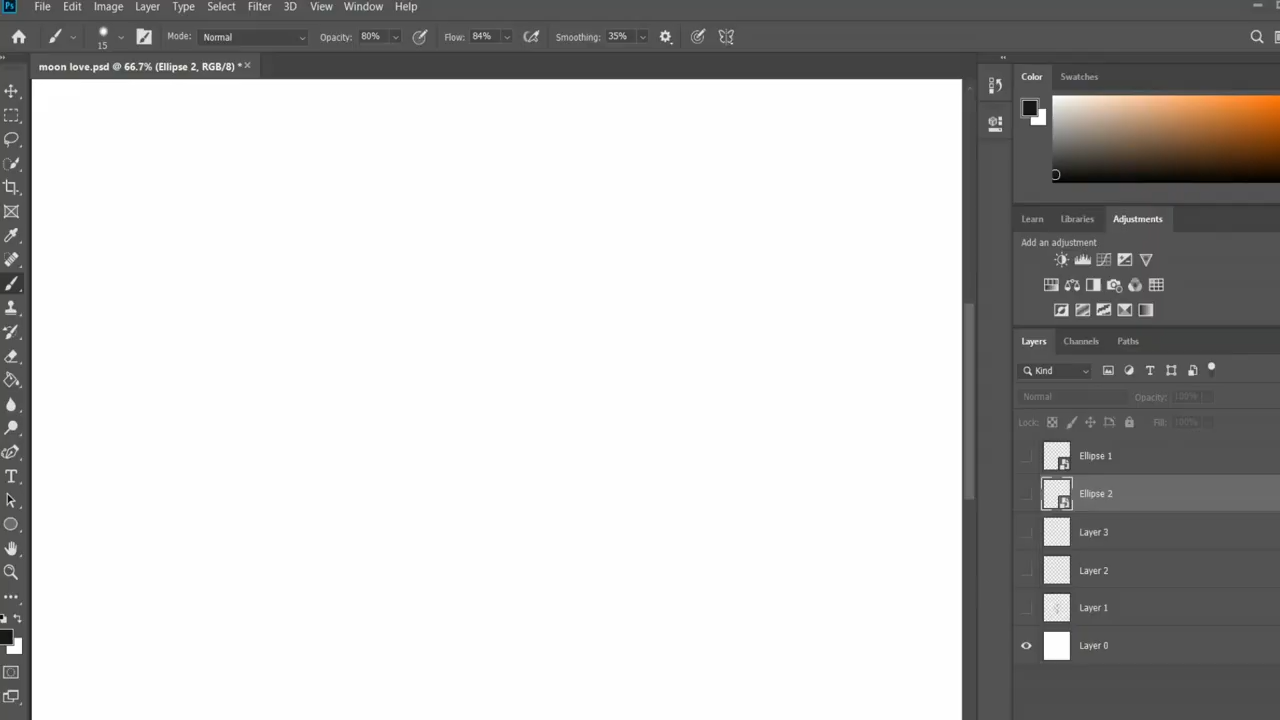 Ps File Edit Image Layer Type Select Filter 3D View Window Help
15 Mode: Normal Opacity: 80% Flow: 84% Smoothing: 35%
moon love.psd @ 66.7% (Ellipse 2, RGB/8) *
Color Swatches
Learn Libraries Adjustments
Add an adjustment
Layers Channels Paths
Kind
Normal Opacity: 100%
Lock: Fill: 100%
Ellipse 1
Ellipse 2
Layer 3
Layer 2
Layer 1
Layer 0